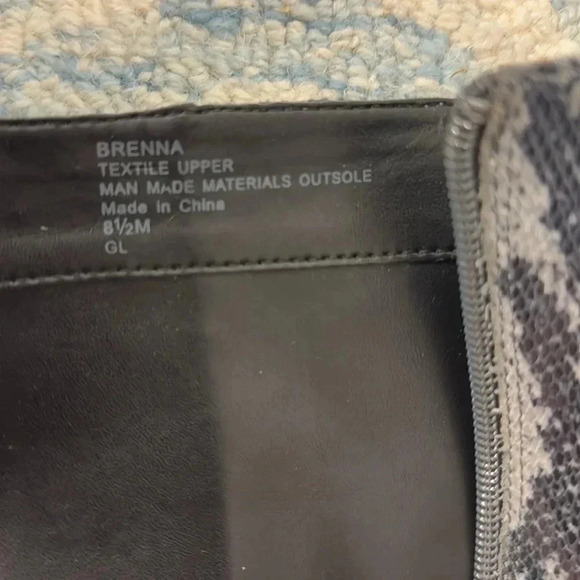 BRENNA
TEXTILE UPPER
MAN MADE MATERIALS OUTSOLE
Made in China
8½M
GL